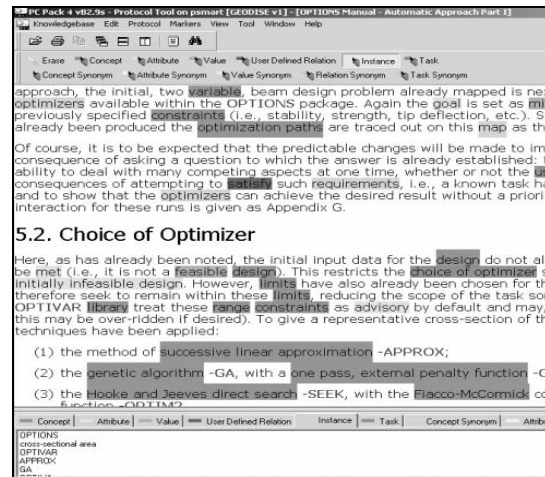 PC Pack 4 v82.9s - Protocol Tool on psmart [GEODISE v1] - [OPTIONS Manual - Automatic Approach Part 1]
Knowledgebase Edit Protocol Markers View Tool Window Help
Erase Concept Attribute Value User Defined Relation Instance Task
Concept Synonym Attribute Synonym Value Synonym Relation Synonym Task Synonym
approach, the initial, two variable, beam design problem already mapped is ne
optimizers available within the OPTIONS package. Again the goal is set as mi
previously specified constraints (i.e., stability, strength, tip deflection, etc.). S
already been produced the optimization paths are traced out on this map as th
Of course, it is to be expected that the predictable changes will be made to im
consequence of asking a question to which the answer is already established:
ability to deal with many competing aspects at one time, whether or not the us
consequences of attempting to satisfy such requirements, i.e., a known task ha
and to show that the optimizers can achieve the desired result without a priori
interaction for these runs is given as Appendix G.
5.2. Choice of Optimizer
Here, as has already been noted, the initial input data for the design do not al
be met (i.e., it is not a feasible design). This restricts the choice of optimizer s
initially infeasible design. However, limits have also already been chosen for th
therefore seek to remain within these limits, reducing the scope of the task so
OPTIVAR library treat these range constraints as advisory by default and may,
this may be over-ridden if desired). To give a representative cross-section of th
techniques have been applied:
(1) the method of successive linear approximation -APPROX;
(2) the genetic algorithm -GA, with a one pass, external penalty function -
(3) the Hooke and Jeeves direct search -SEEK, with the Fiacco-McCormick co
function -OPTIM2
Concept Attribute Value User Defined Relation Instance Task Concept Synonym Attrib
OPTIONS
cross-sectional area
OPTIVAR
APPROX
GA